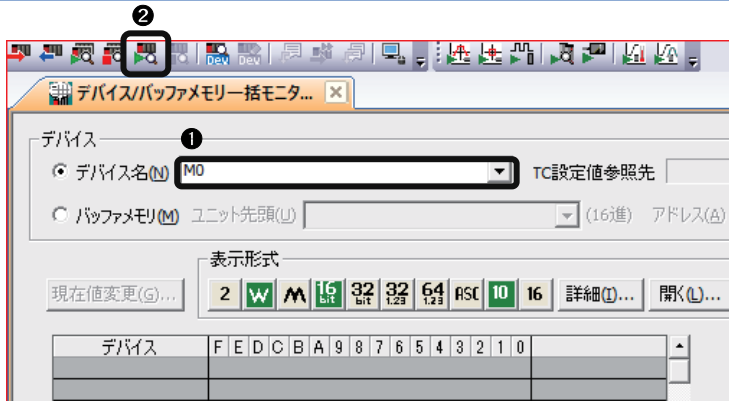 ❷
Dev Dev
デバイス/バッファメモリ一括モニタ...
デバイス
❶
デバイス名(N) M0 TC設定値参照先
バッファメモリ(M) ユニット先頭(U) (16進) アドレス(A)
表示形式
現在値変更(G)... 2 W M 16bit 32bit 32 1.23 64 1.23 ASC 10 16 詳細(I)... 開く(L)...
デバイス F E D C B A 9 8 7 6 5 4 3 2 1 0